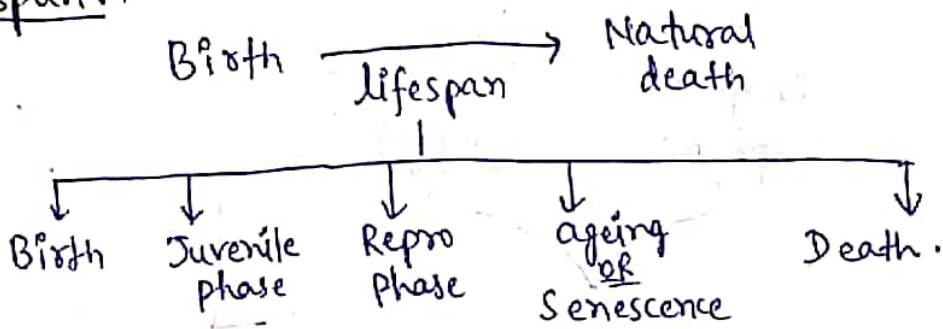 Birth Natural
lifespan death
Birth Juvenile Repro ageing Death.
phase phase OR
Senescence